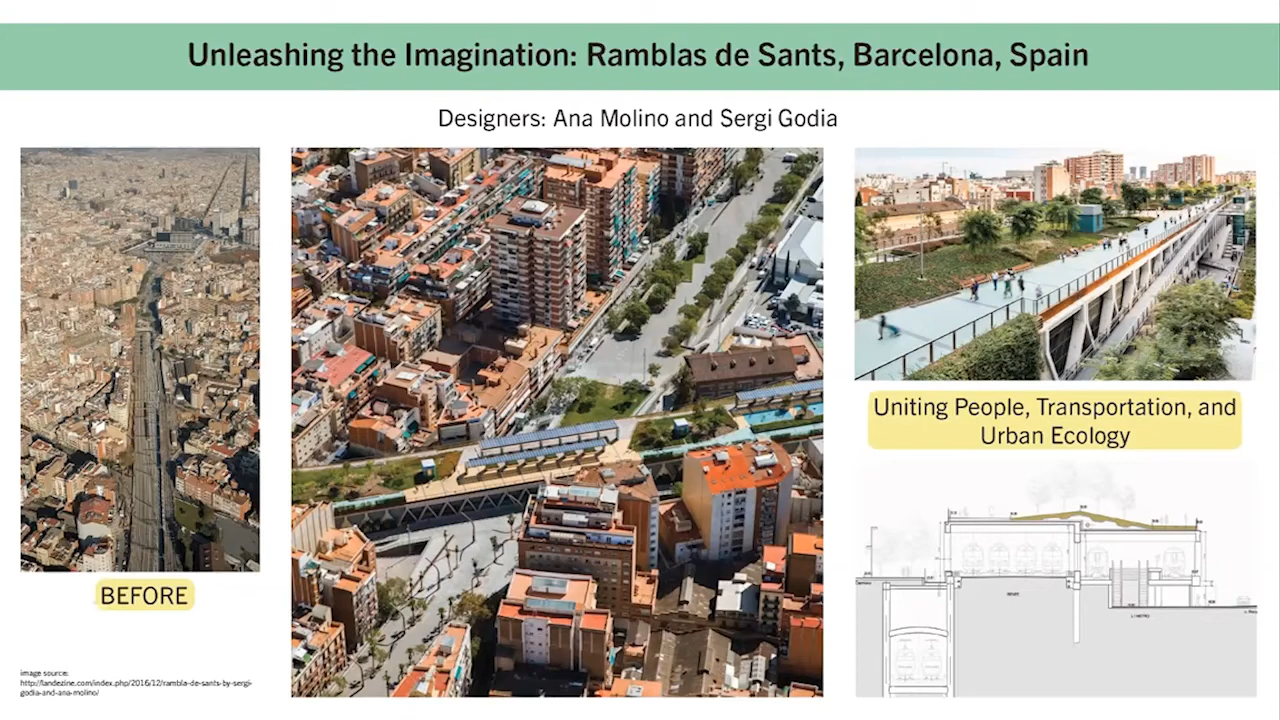 Unleashing the Imagination: Ramblas de Sants, Barcelona, Spain
Designers: Ana Molino and Sergi Godia
BEFORE
image source:
http://landezine.com/index.php/2016/12/rambla-de-sants-by-sergi-
godia-and-ana-molino/
Uniting People, Transportation, and
Urban Ecology